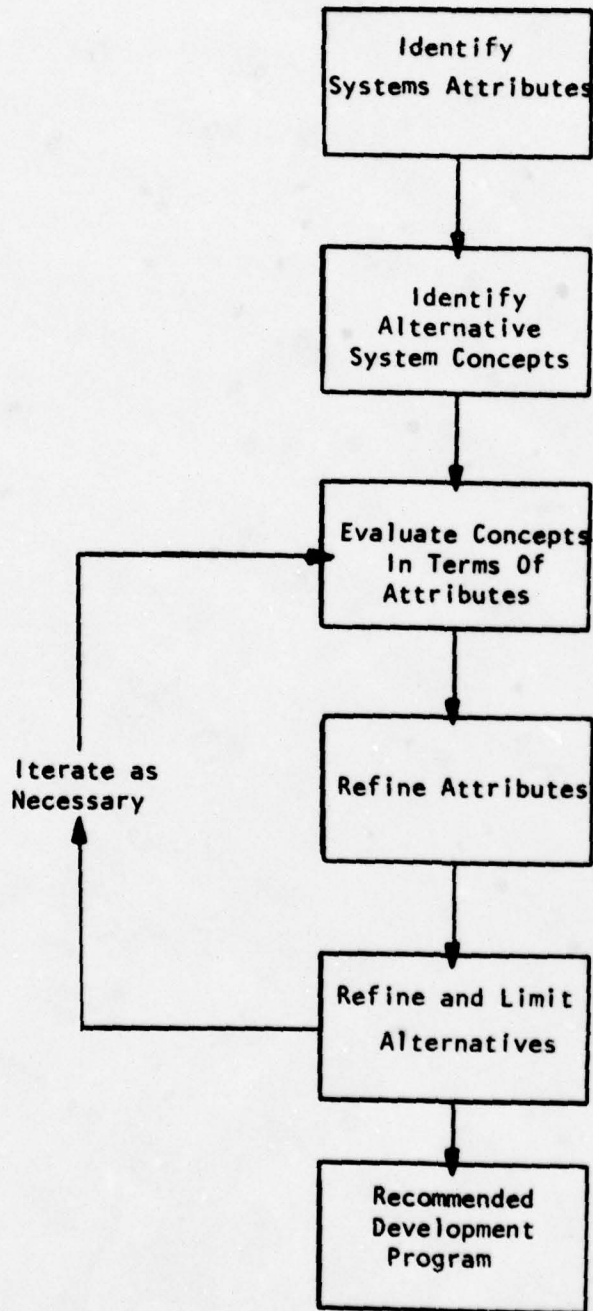 Identify
Systems Attributes
Identify
Alternative
System Concepts
Evaluate Concepts
In Terms Of
Attributes
Refine Attributes
Iterate as
Necessary
Refine and Limit
Alternatives
Recommended
Development
Program